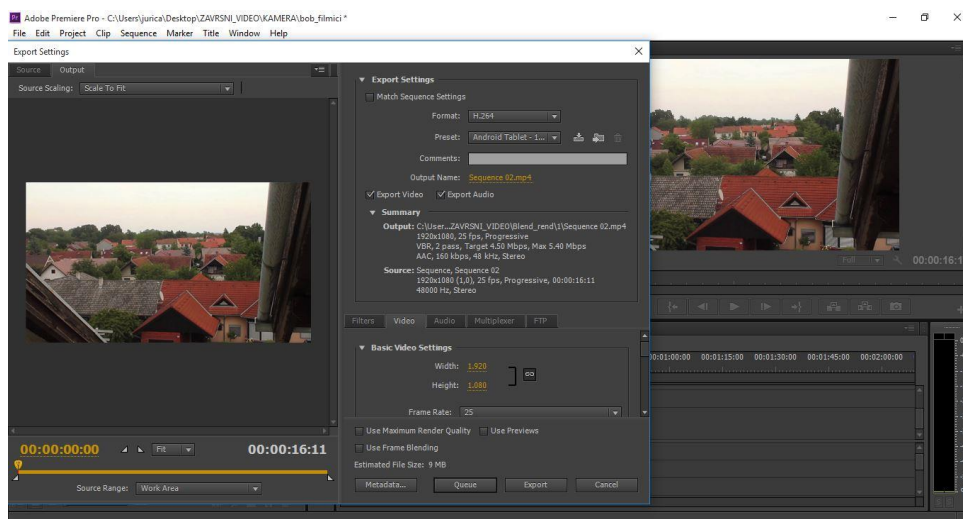 Pr Adobe Premiere Pro - C:\Users\jurica\Desktop\ZAVRSNI_VIDEO\KAMERA\bob_filmici *
File Edit Project Clip Sequence Marker Title Window Help
Export Settings
Source Output
Source Scaling: Scale To Fit
00:00:00:00 Fit 00:00:16:11
Source Range: Work Area
Export Settings
Match Sequence Settings
Format: H.264
Preset: Android Tablet - 1...
Comments:
Output Name: Sequence 02.mp4
Export Video Export Audio
Summary
Output: C:\User...ZAVRSNI_VIDEO\Blend_rend\1\Sequence 02.mp4
1920x1080, 25 fps, Progressive
VBR, 2 pass, Target 4.50 Mbps, Max 5.40 Mbps
AAC, 160 kbps, 48 kHz, Stereo
Source: Sequence, Sequence 02
1920x1080 (1,0), 25 fps, Progressive, 00:00:16:11
48000 Hz, Stereo
Filters Video Audio Multiplexer FTP
Basic Video Settings
Width: 1.920
Height: 1.080
Frame Rate: 25
Use Maximum Render Quality Use Previews
Use Frame Blending
Estimated File Size: 9 MB
Metadata... Queue Export Cancel
Full 00:00:16:1
00:01:00:00 00:01:15:00 00:01:30:00 00:01:45:00 00:02:00:00